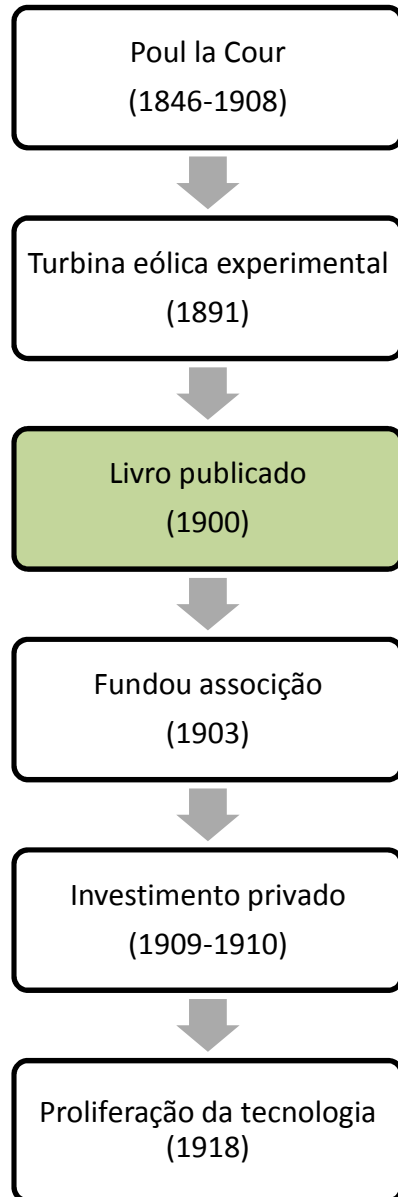 Poul la Cour
(1846-1908)
Turbina eólica experimental
(1891)
Livro publicado
(1900)
Fundou associção
(1903)
Investimento privado
(1909-1910)
Proliferação da tecnologia
(1918)